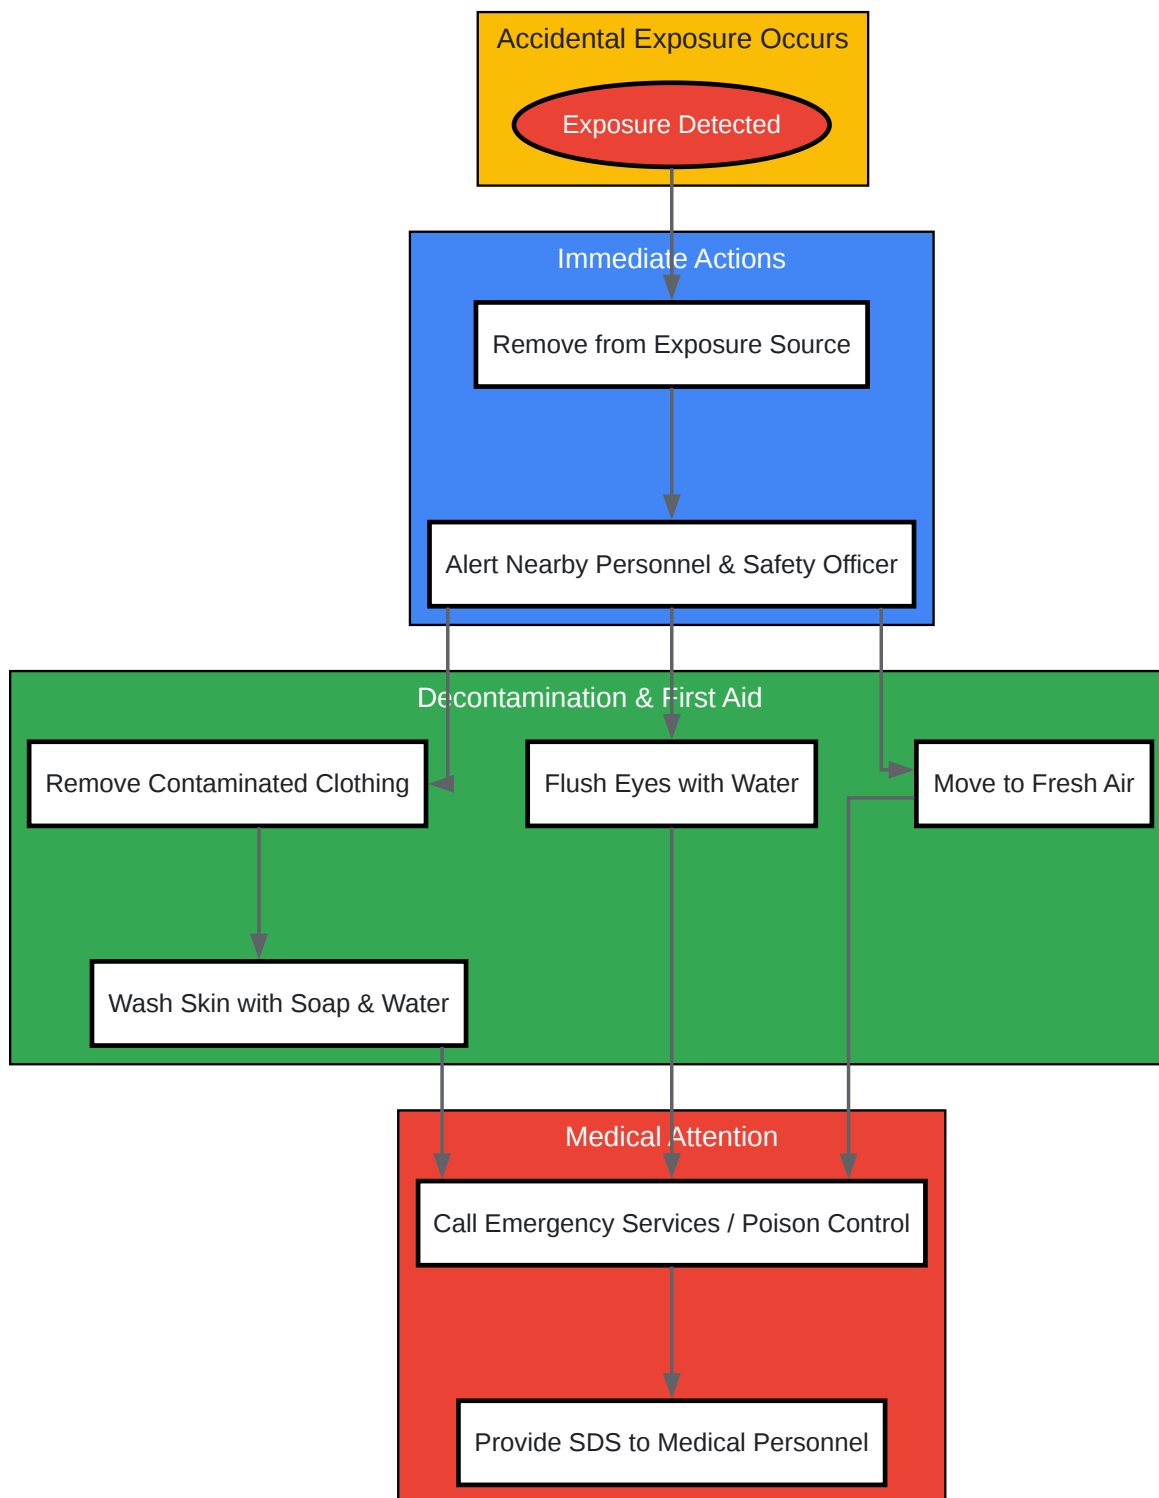 Accidental Exposure Occurs
Exposure Detected
Immediate Actions
Remove from Exposure Source
Alert Nearby Personnel & Safety Officer
Decontamination & First Aid
Remove Contaminated Clothing
Flush Eyes with Water
Move to Fresh Air
Wash Skin with Soap & Water
Medical Attention
Call Emergency Services / Poison Control
Provide SDS to Medical Personnel